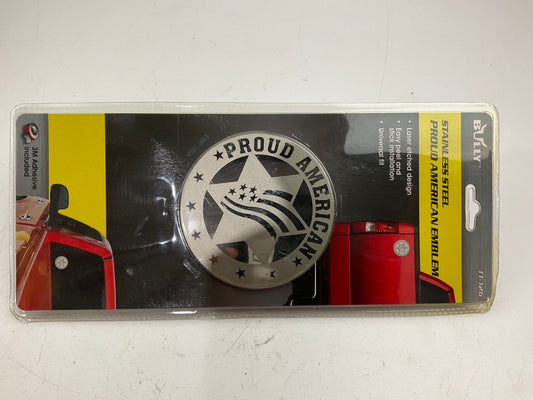 BULLY
STAINLESS STEEL
PROUD AMERICAN EMBLEM
• Laser etched design
• Easy peel and
stick installation
• Universal fit
PROUD AMERICAN
3M Adhesive
Included